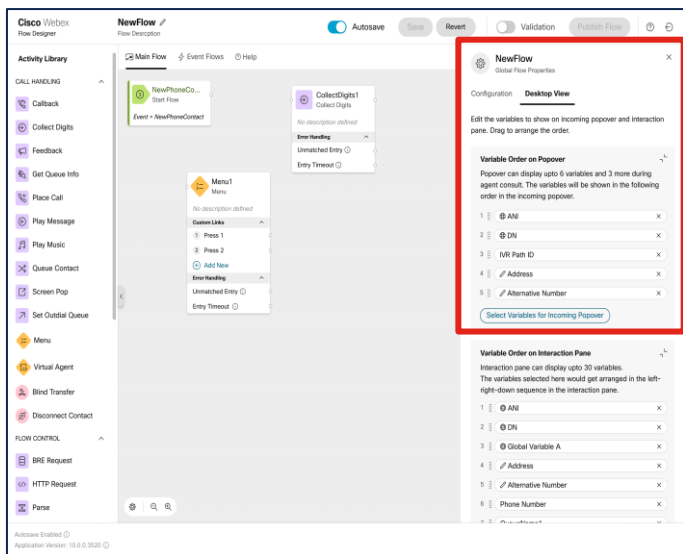 Cisco Webex
Flow Designer
NewFlow
Flow Desrcption
Autosave
Save
Revert
Validation
Publish Flow
Activity Library
CALL HANDLING
Callback
Collect Digits
Feedback
Get Queue Info
Place Call
Play Message
Play Music
Queue Contact
Screen Pop
Set Outdial Queue
Menu
Virtual Agent
Blind Transfer
Disconnect Contact
FLOW CONTROL
BRE Request
HTTP Request
Parse
Main Flow
Event Flows
Help
NewPhoneCo...
Start Flow
Event = NewPhoneContact
CollectDigits1
Collect Digits
No description defined
Error Handling
Unmatched Entry
Entry Timeout
Menu1
Menu
No description defined
Custom Links
1 Press 1
2 Press 2
Add New
Error Handling
Unmatched Entry
Entry Timeout
NewFlow
Global Flow Properties
Configuration
Desktop View
Edit the variables to show on incoming popover and interaction
pane. Drag to arrange the order.
Variable Order on Popover
Popover can display upto 6 variables and 3 more during
agent consult. The variables will be shown in the following
order in the incoming popover.
1 ANI
2 DN
3 IVR Path ID
4 Address
5 Alternative Number
Select Variables for Incoming Popover
Variable Order on Interaction Pane
Interaction pane can display upto 30 variables.
The variables selected here would get arranged in the left-
right-down sequence in the interaction pane.
1 ANI
2 DN
3 Global Variable A
4 Address
5 Alternative Number
6 Phone Number
Autosave Enabled
Application Version: 10.0.0.3520